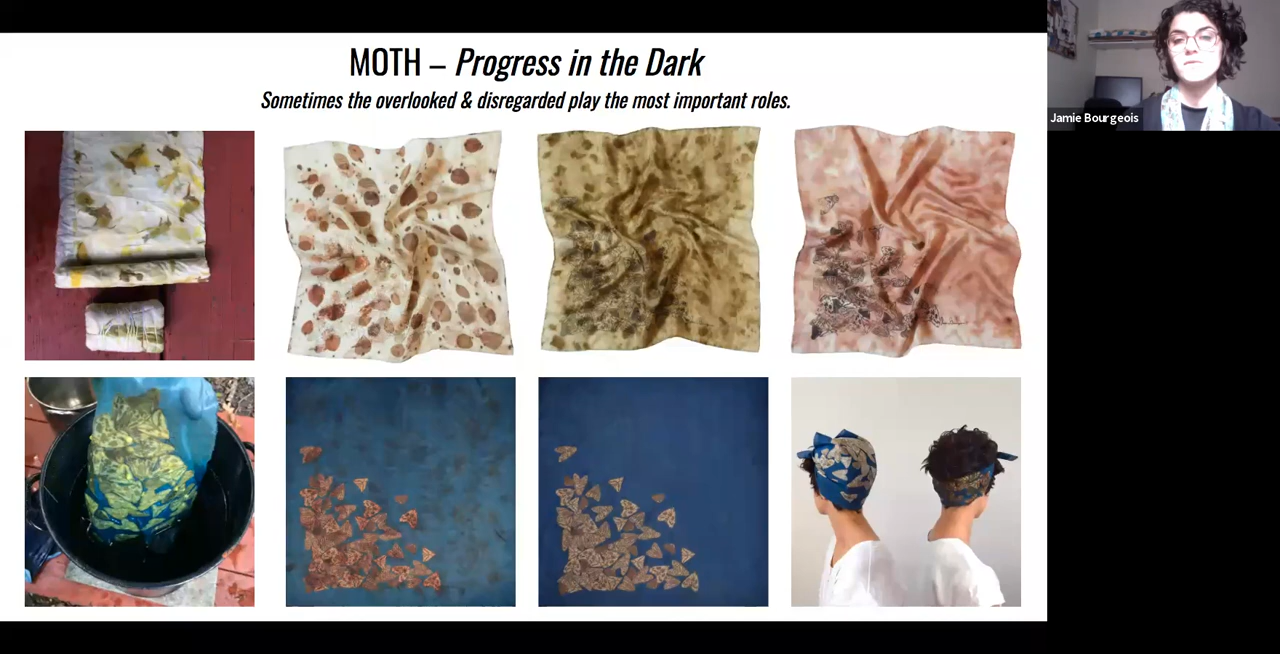 MOTH – Progress in the Dark
Sometimes the overlooked & disregarded play the most important roles.
Jamie Bourgeois